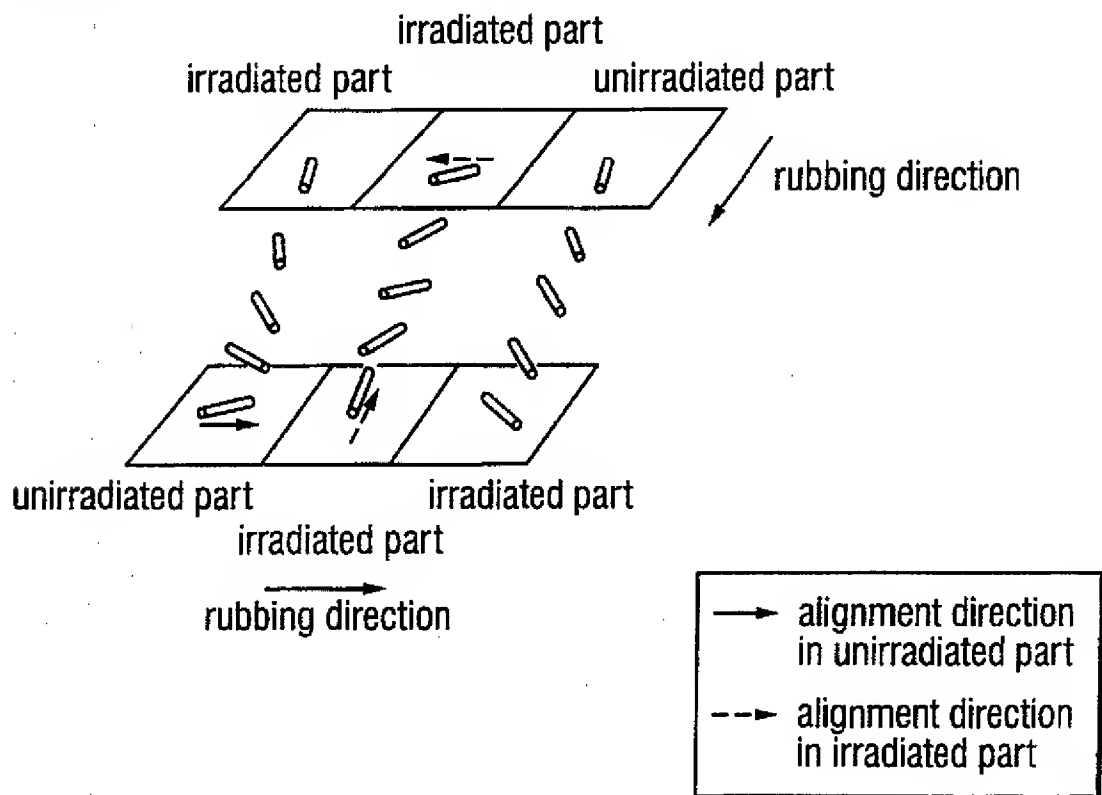 irradiated part
irradiated part
unirradiated part
rubbing direction
unirradiated part
irradiated part
irradiated part
rubbing direction
alignment direction
in unirradiated part
alignment direction
in irradiated part